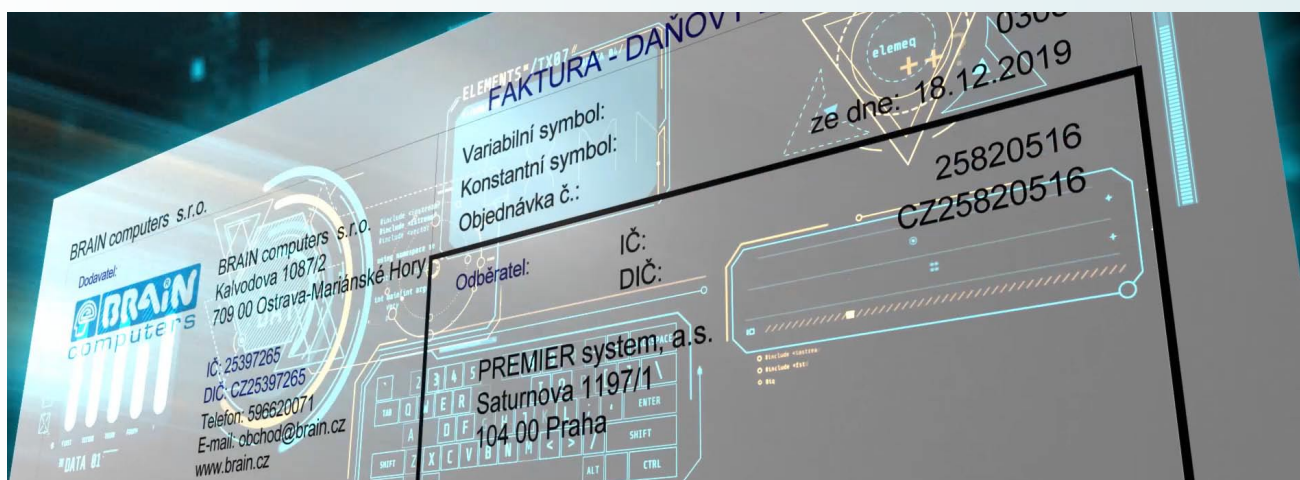 FAKTURA - DAŇOVÝ
ze dne: 18.12.2019
Variabilní symbol:
Konstantní symbol:
Objednávka č.:
BRAIN computers s.r.o.
Dodavatel:
BRAIN
computers
BRAIN computers s.r.o.
Kalvodova 1087/2
709 00 Ostrava-Mariánské Hory
IČ: 25397265
DIČ: CZ25397265
Telefon: 596620071
E-mail: obchod@brain.cz
www.brain.cz
Odběratel:
IČ: 25820516
DIČ: CZ25820516
PREMIER system, a.s.
Saturnova 1197/1
104 00 Praha
elemeq
DATA 01
ENTER
SHIFT
SHIFT
ALT
CTRL